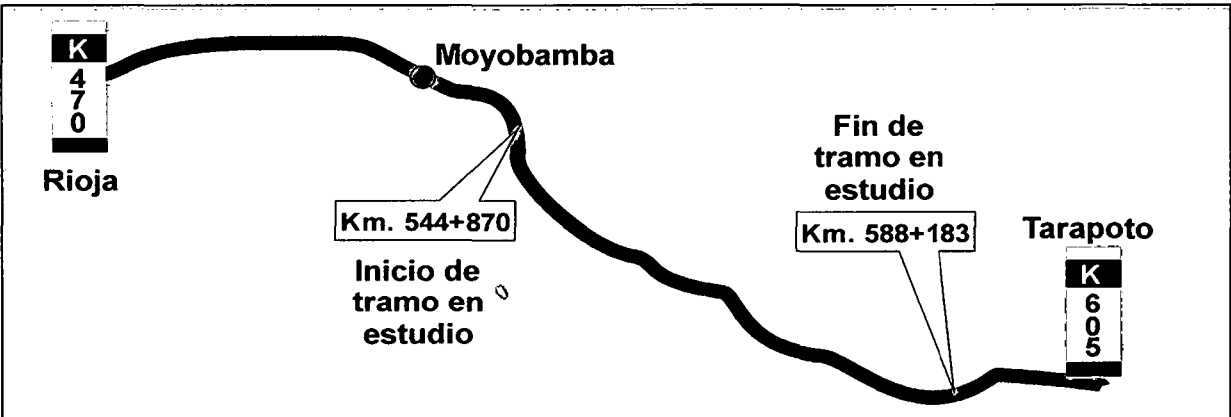 K
4
7
0
Rioja
Moyobamba
Km. 544+870
Inicio de
tramo en
estudio
Fin de
tramo en
estudio
Km. 588+183
Tarapoto
K
6
0
5